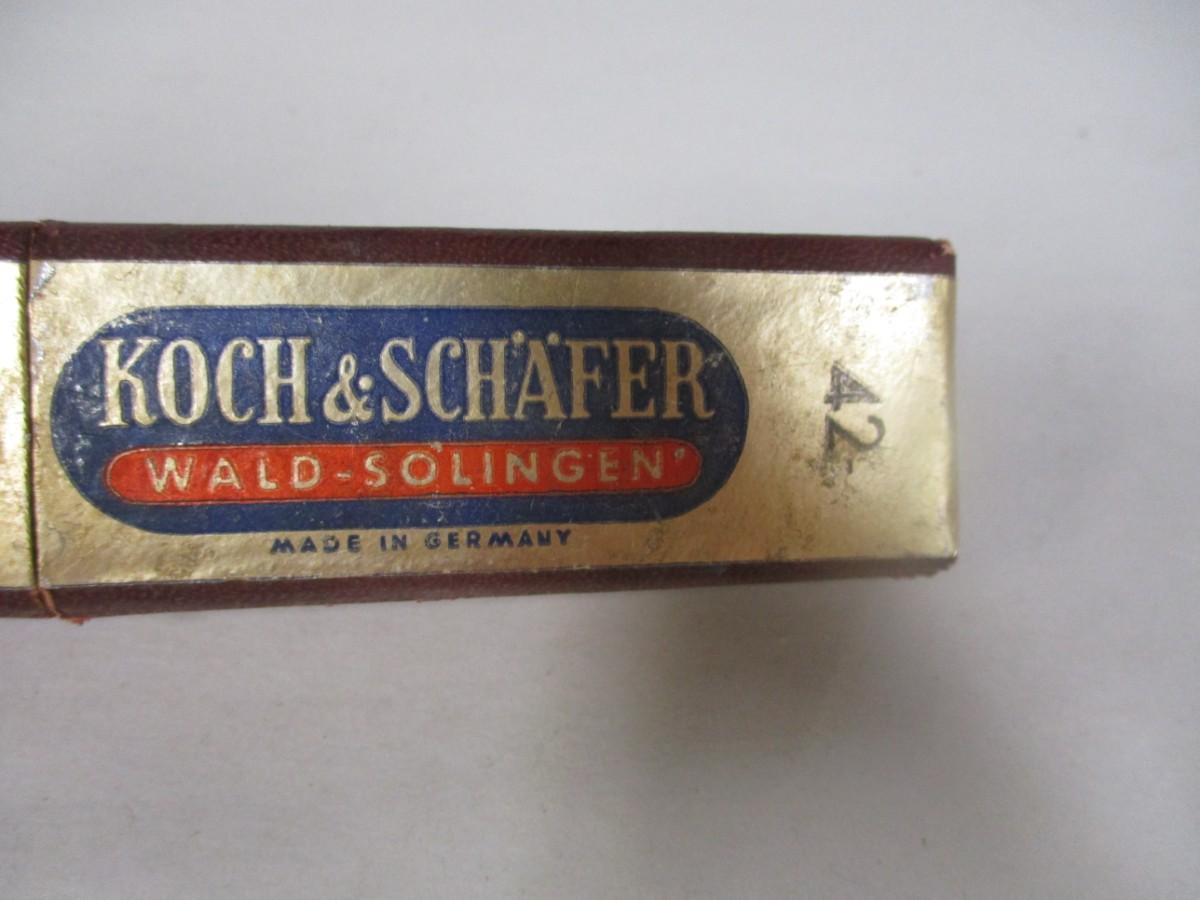 KOCH & SCHÄFER
WALD-SOLINGEN
MADE IN GERMANY
42